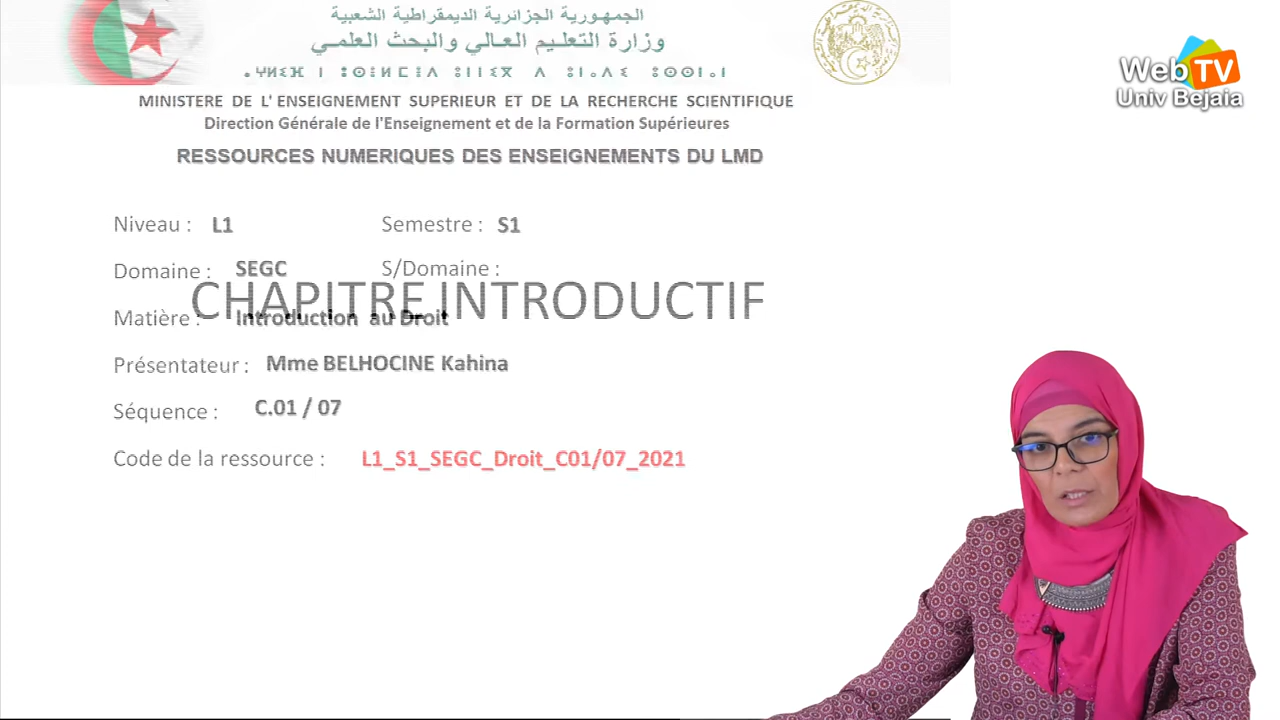 الجمهورية الجزائرية الديمقراطية الشعبية
وزارة التعليم العالي والبحث العلمي
MINISTERE DE L' ENSEIGNEMENT SUPERIEUR ET DE LA RECHERCHE SCIENTIFIQUE
Direction Générale de l'Enseignement et de la Formation Supérieures
RESSOURCES NUMERIQUES DES ENSEIGNEMENTS DU LMD
Web TV
Univ Bejaia
Niveau : L1 Semestre : S1
Domaine : SEGC S/Domaine :
CHAPITRE INTRODUCTIF
Matière : Introduction au Droit
Présentateur : Mme BELHOCINE Kahina
Séquence : C.01 / 07
Code de la ressource : L1_S1_SEGC_Droit_C01/07_2021